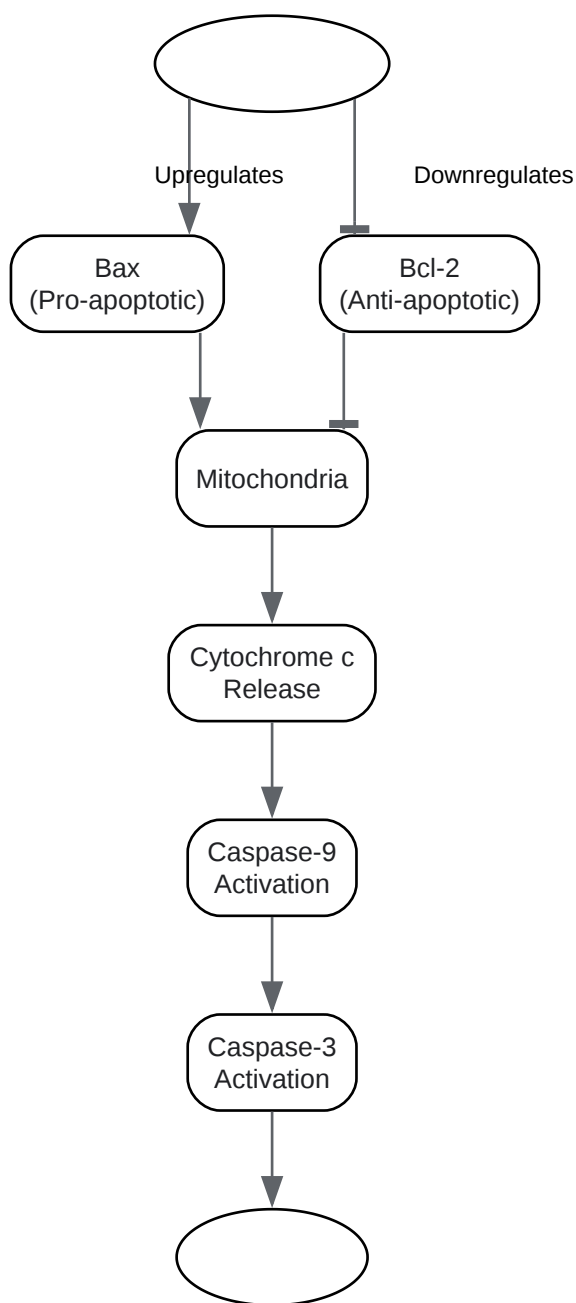 Upregulates
Downregulates
Bax
(Pro-apoptotic)
Bcl-2
(Anti-apoptotic)
Mitochondria
Cytochrome c
Release
Caspase-9
Activation
Caspase-3
Activation